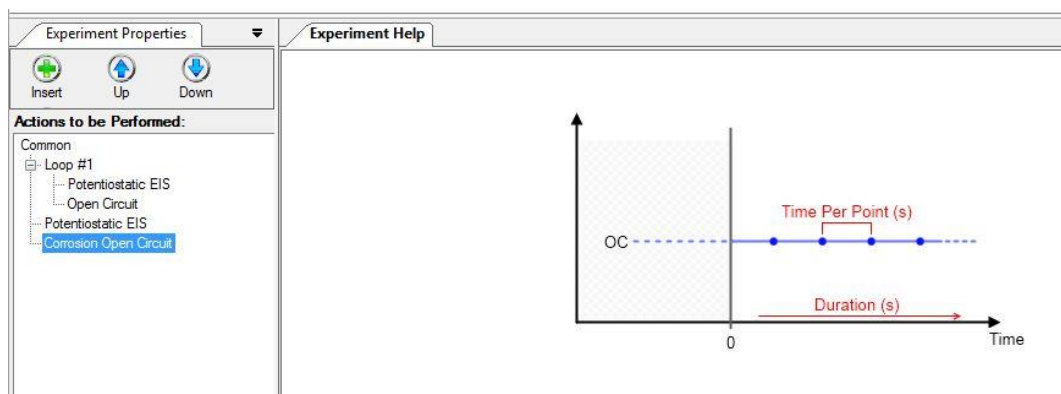 Experiment Properties
Experiment Help
Insert Up Down
Actions to be Performed:
Common
Loop #1
Potentiostatic EIS
Open Circuit
Potentiostatic EIS
Corrosion Open Circuit
Time Per Point (s)
OC
Duration (s)
0
Time